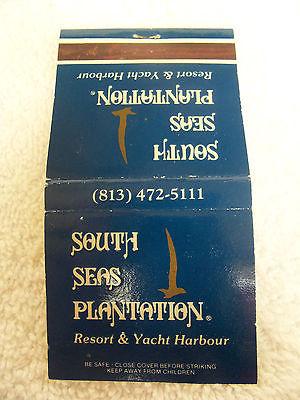 Resort & Yacht Harbour
PLANTATION®
SEAS
SOUTH
(813) 472-5111
SOUTH
SEAS
PLANTATION®
Resort & Yacht Harbour
BE SAFE - CLOSE COVER BEFORE STRIKING
KEEP AWAY FROM CHILDREN